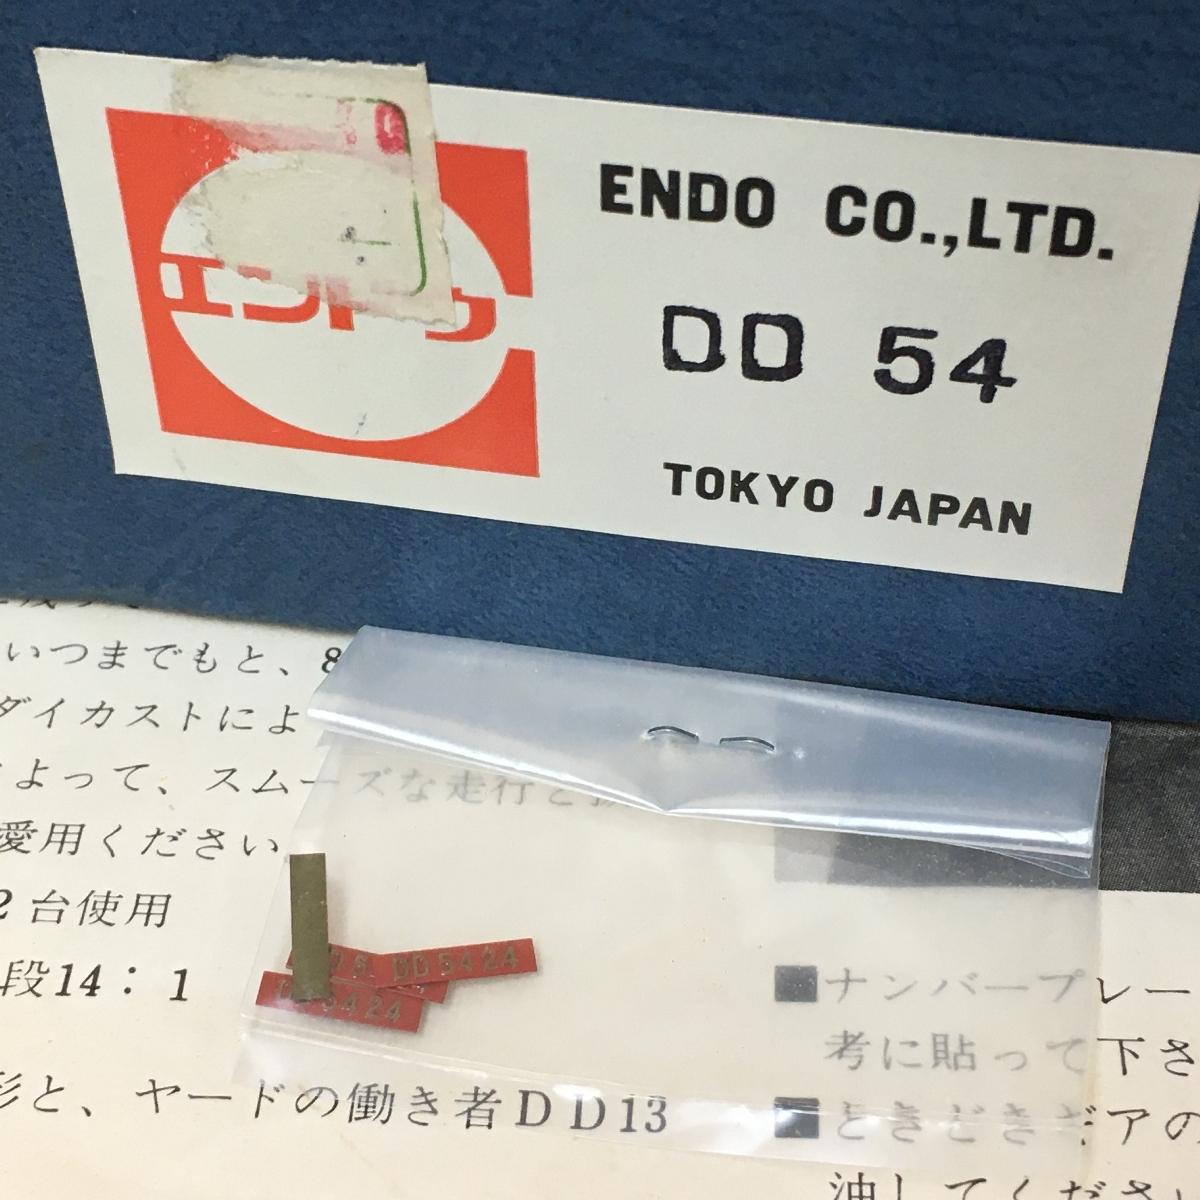 ENDO CO.,LTD.
DD 54
TOKYO JAPAN
いつまでもと、8
ダイカストによ
よって、スムーズな走行と
愛用ください
2台使用
段14：1
DD5424
5424
形と、ヤードの働き者DD13
■ナンバープレー
考に貼って下さ
■ときどきギアの
油してください